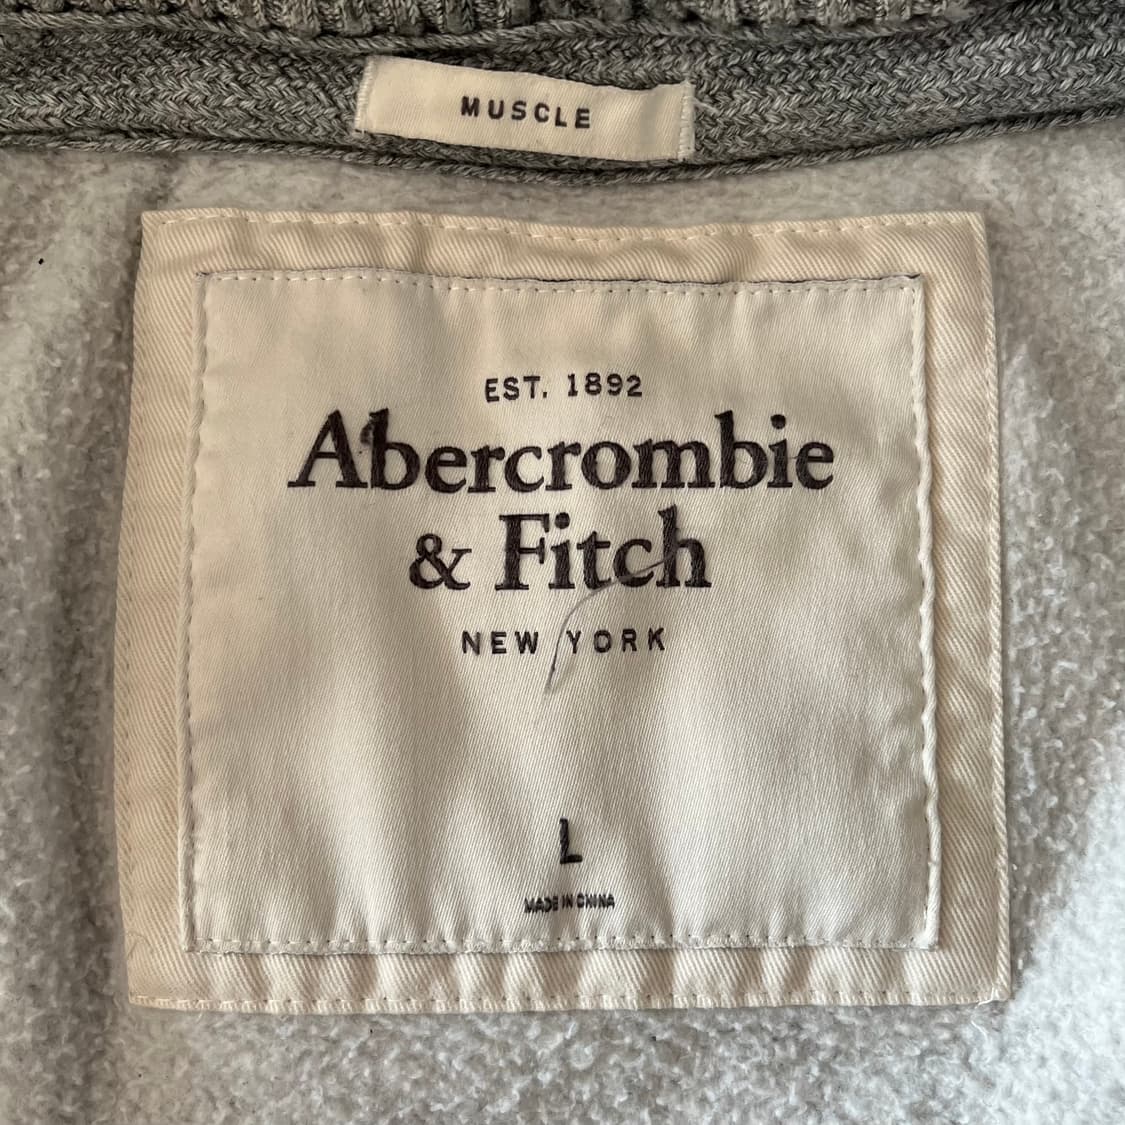 MUSCLE
EST. 1892
Abercrombie
& Fitch
NEW YORK
L
MADE IN CHINA